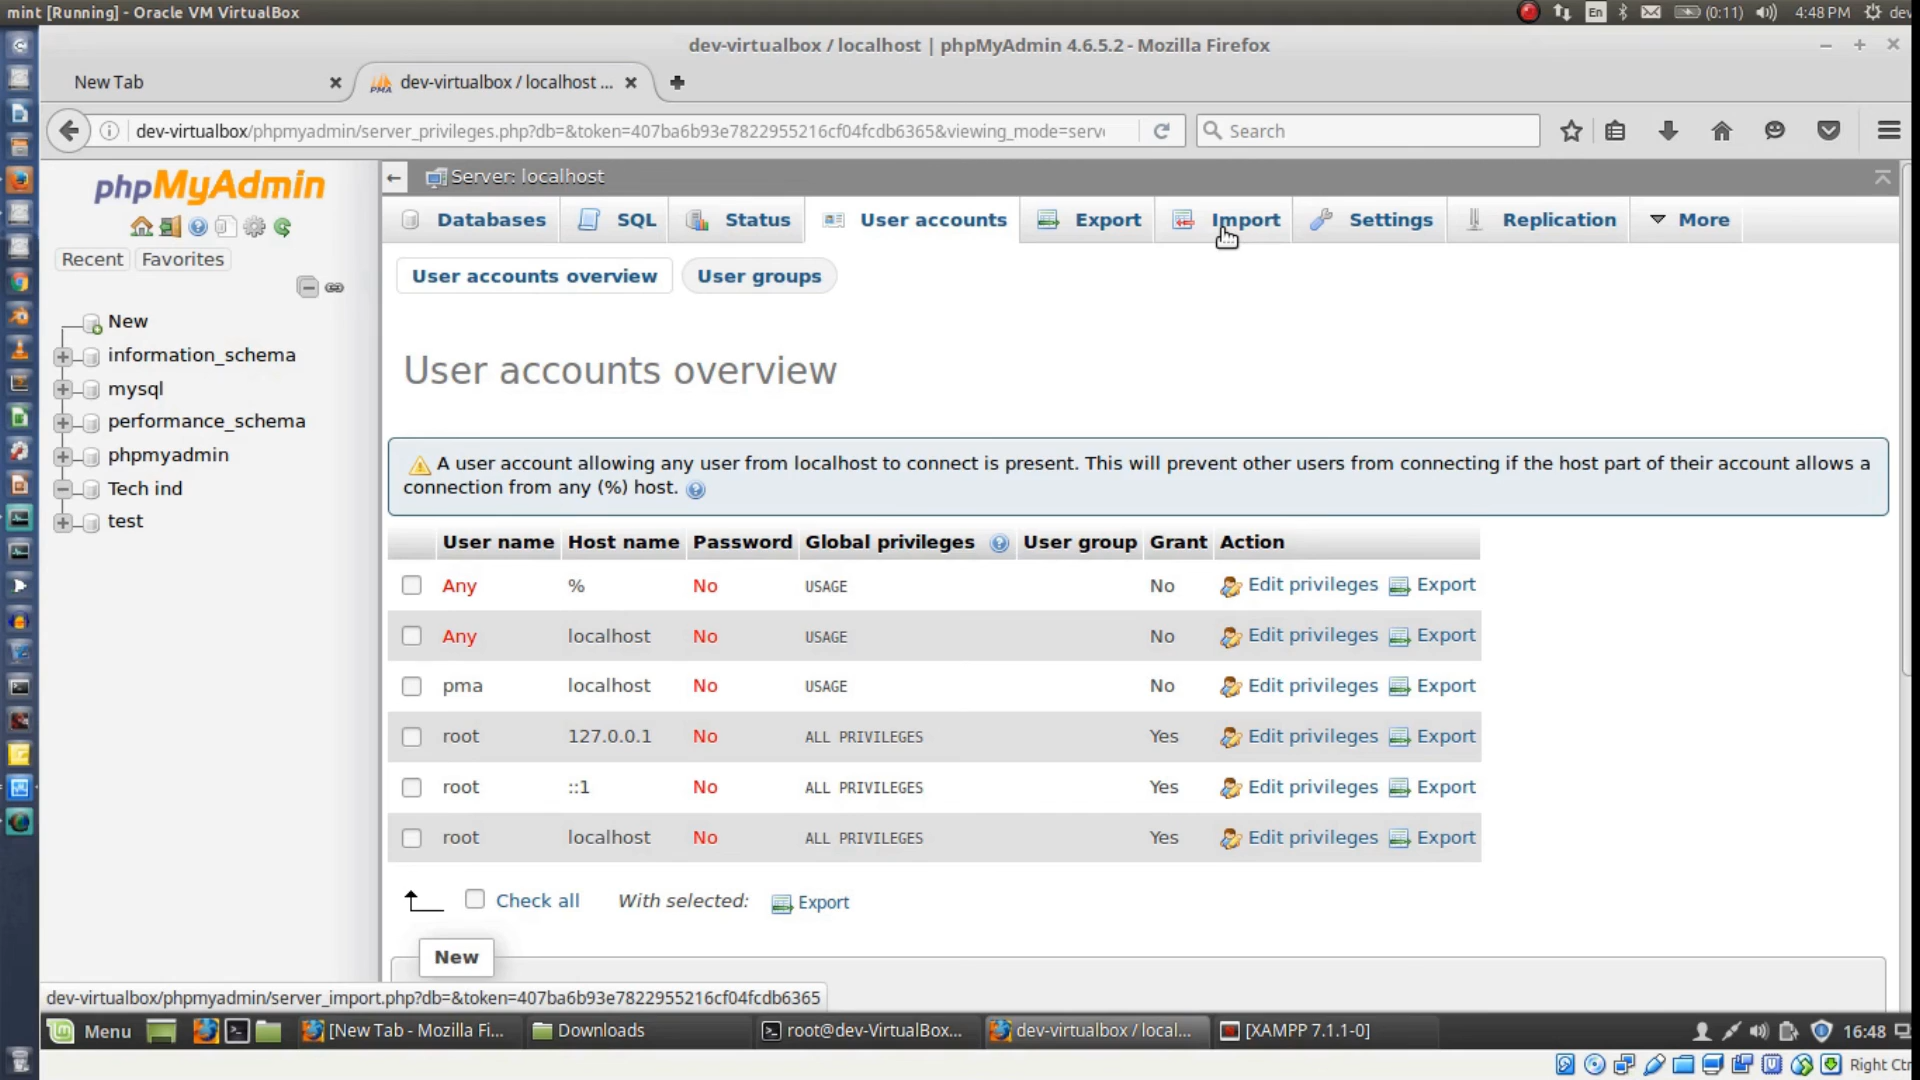 mint [Running] - Oracle VM VirtualBox
En
(0:11)
4:48 PM
dev
dev-virtualbox / localhost | phpMyAdmin 4.6.5.2 - Mozilla Firefox
New Tab
PMA
dev-virtualbox / localhost ...
dev-virtualbox/phpmyadmin/server_privileges.php?db=&token=407ba6b93e7822955216cf04fcdb6365&viewing_mode=serv
Search
phpMyAdmin
Server: localhost
Databases
SQL
Status
User accounts
Export
Import
Settings
Replication
More
Recent
Favorites
User accounts overview
User groups
New
information_schema
mysql
performance_schema
phpmyadmin
Tech ind
test
User accounts overview
A user account allowing any user from localhost to connect is present. This will prevent other users from connecting if the host part of their account allows a
connection from any (%) host.
User name Host name Password Global privileges User group Grant Action
Any % No USAGE No Edit privileges Export
Any localhost No USAGE No Edit privileges Export
pma localhost No USAGE No Edit privileges Export
root 127.0.0.1 No ALL PRIVILEGES Yes Edit privileges Export
root ::1 No ALL PRIVILEGES Yes Edit privileges Export
root localhost No ALL PRIVILEGES Yes Edit privileges Export
Check all
With selected:
Export
New
dev-virtualbox/phpmyadmin/server_import.php?db=&token=407ba6b93e7822955216cf04fcdb6365
Menu
[New Tab - Mozilla Fi...
Downloads
root@dev-VirtualBox...
dev-virtualbox / local...
[XAMPP 7.1.1-0]
16:48
Right Ctr